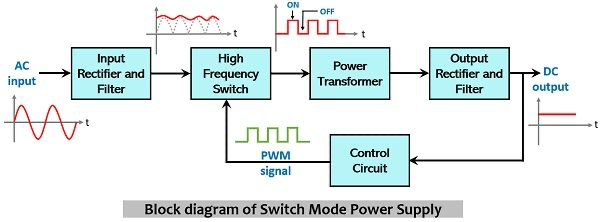 ON
OFF
t
t
AC
input
Input
Rectifier and
Filter
High
Frequency
Switch
Power
Transformer
Output
Rectifier and
Filter
DC
output
t
t
PWM
signal
Control
Circuit
Block diagram of Switch Mode Power Supply